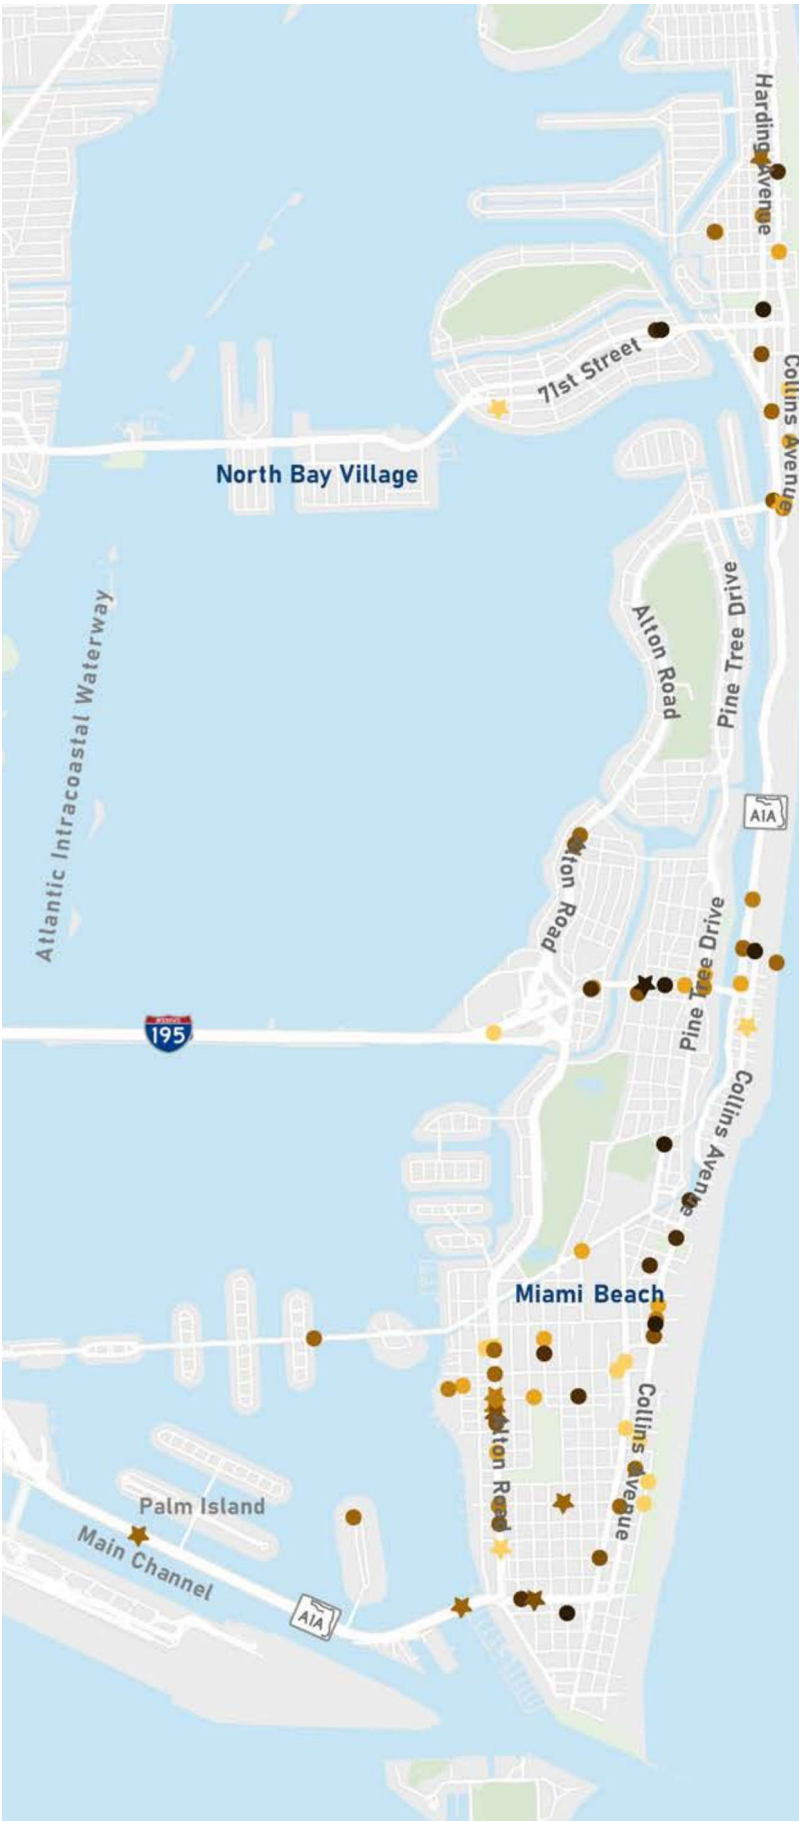 Harding Avenue
71st Street
Collins Avenue
North Bay Village
Pine Tree Drive
Alton Road
Atlantic Intracoastal Waterway
A1A
Alton Road
Pine Tree Drive
195
Collins Avenue
Miami Beach
Collins Avenue
Alton Road
Palm Island
Main Channel
A1A